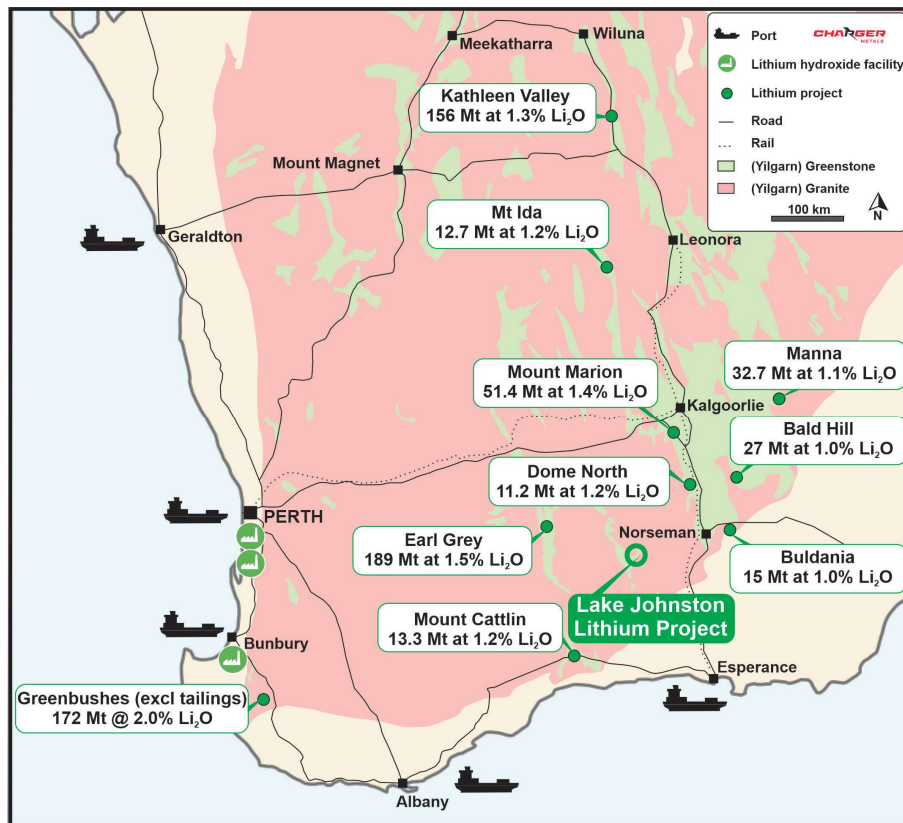 Port
CHARGER
METALS
Lithium hydroxide facility
Lithium project
Road
Rail
(Yilgarn) Greenstone
(Yilgarn) Granite
100 km
N
Meekatharra
Wiluna
Kathleen Valley
156 Mt at 1.3% Li₂O
Mount Magnet
Mt Ida
12.7 Mt at 1.2% Li₂O
Geraldton
Leonora
Mount Marion
51.4 Mt at 1.4% Li₂O
Manna
32.7 Mt at 1.1% Li₂O
Kalgoorlie
Bald Hill
27 Mt at 1.0% Li₂O
Dome North
11.2 Mt at 1.2% Li₂O
PERTH
Earl Grey
189 Mt at 1.5% Li₂O
Norseman
Buldania
15 Mt at 1.0% Li₂O
Lake Johnston
Lithium Project
Mount Cattlin
13.3 Mt at 1.2% Li₂O
Bunbury
Esperance
Greenbushes (excl tailings)
172 Mt @ 2.0% Li₂O
Albany